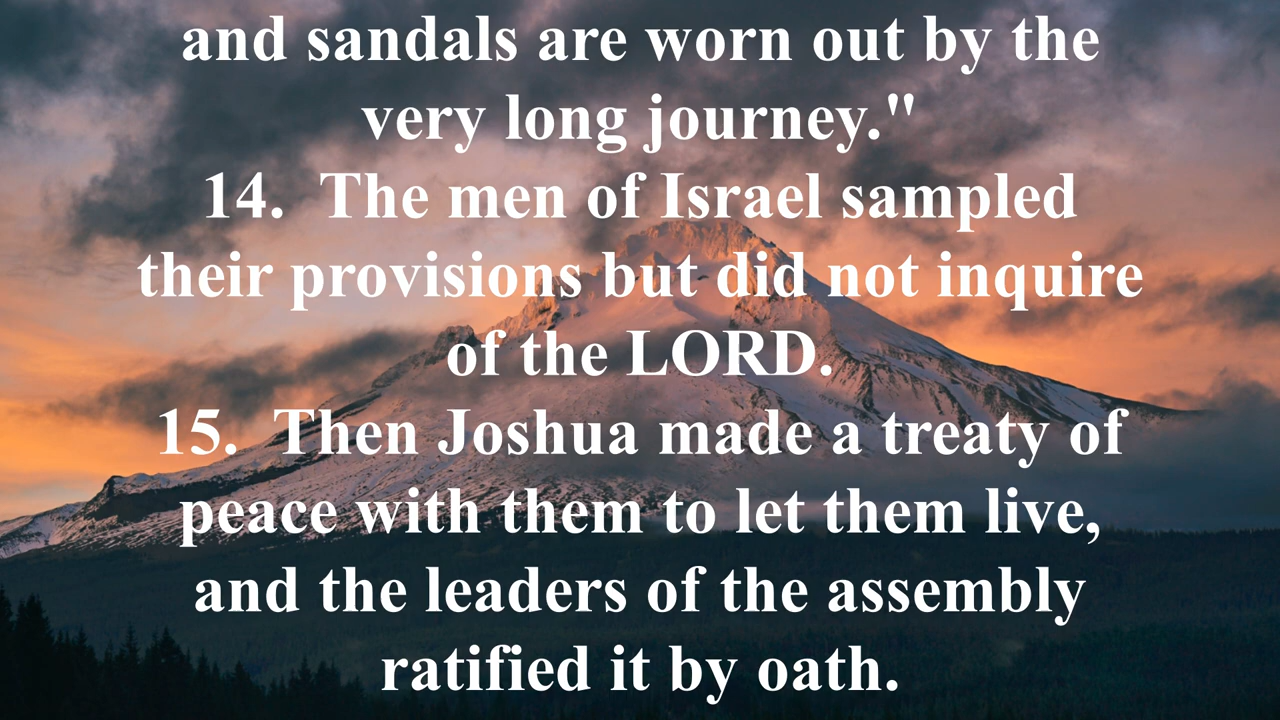 and sandals are worn out by the
very long journey."
14.  The men of Israel sampled
their provisions but did not inquire
of the LORD.
15.  Then Joshua made a treaty of
peace with them to let them live,
and the leaders of the assembly
ratified it by oath.